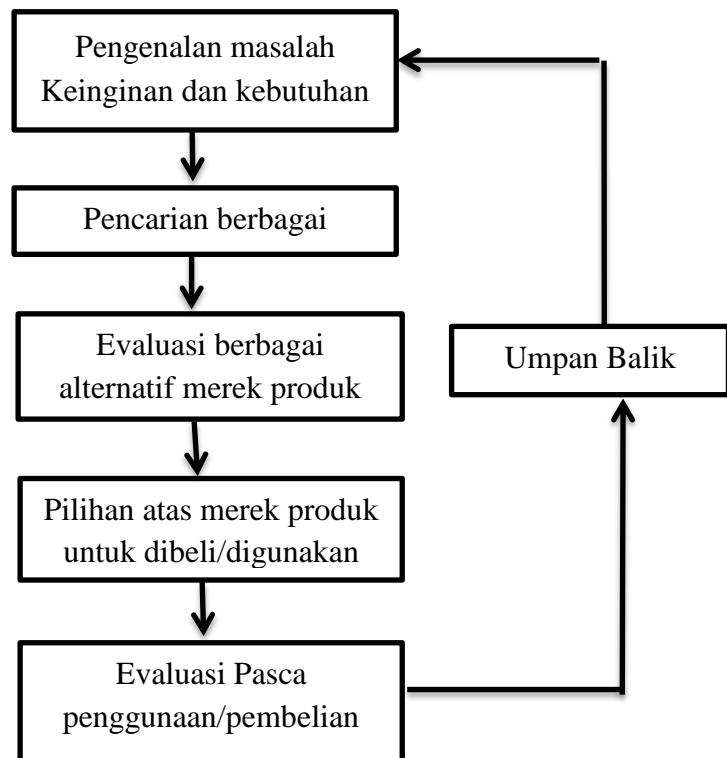 Pengenalan masalah
Keinginan dan kebutuhan
Pencarian berbagai
Evaluasi berbagai
alternatif merek produk
Umpan Balik
Pilihan atas merek produk
untuk dibeli/digunakan
Evaluasi Pasca
penggunaan/pembelian